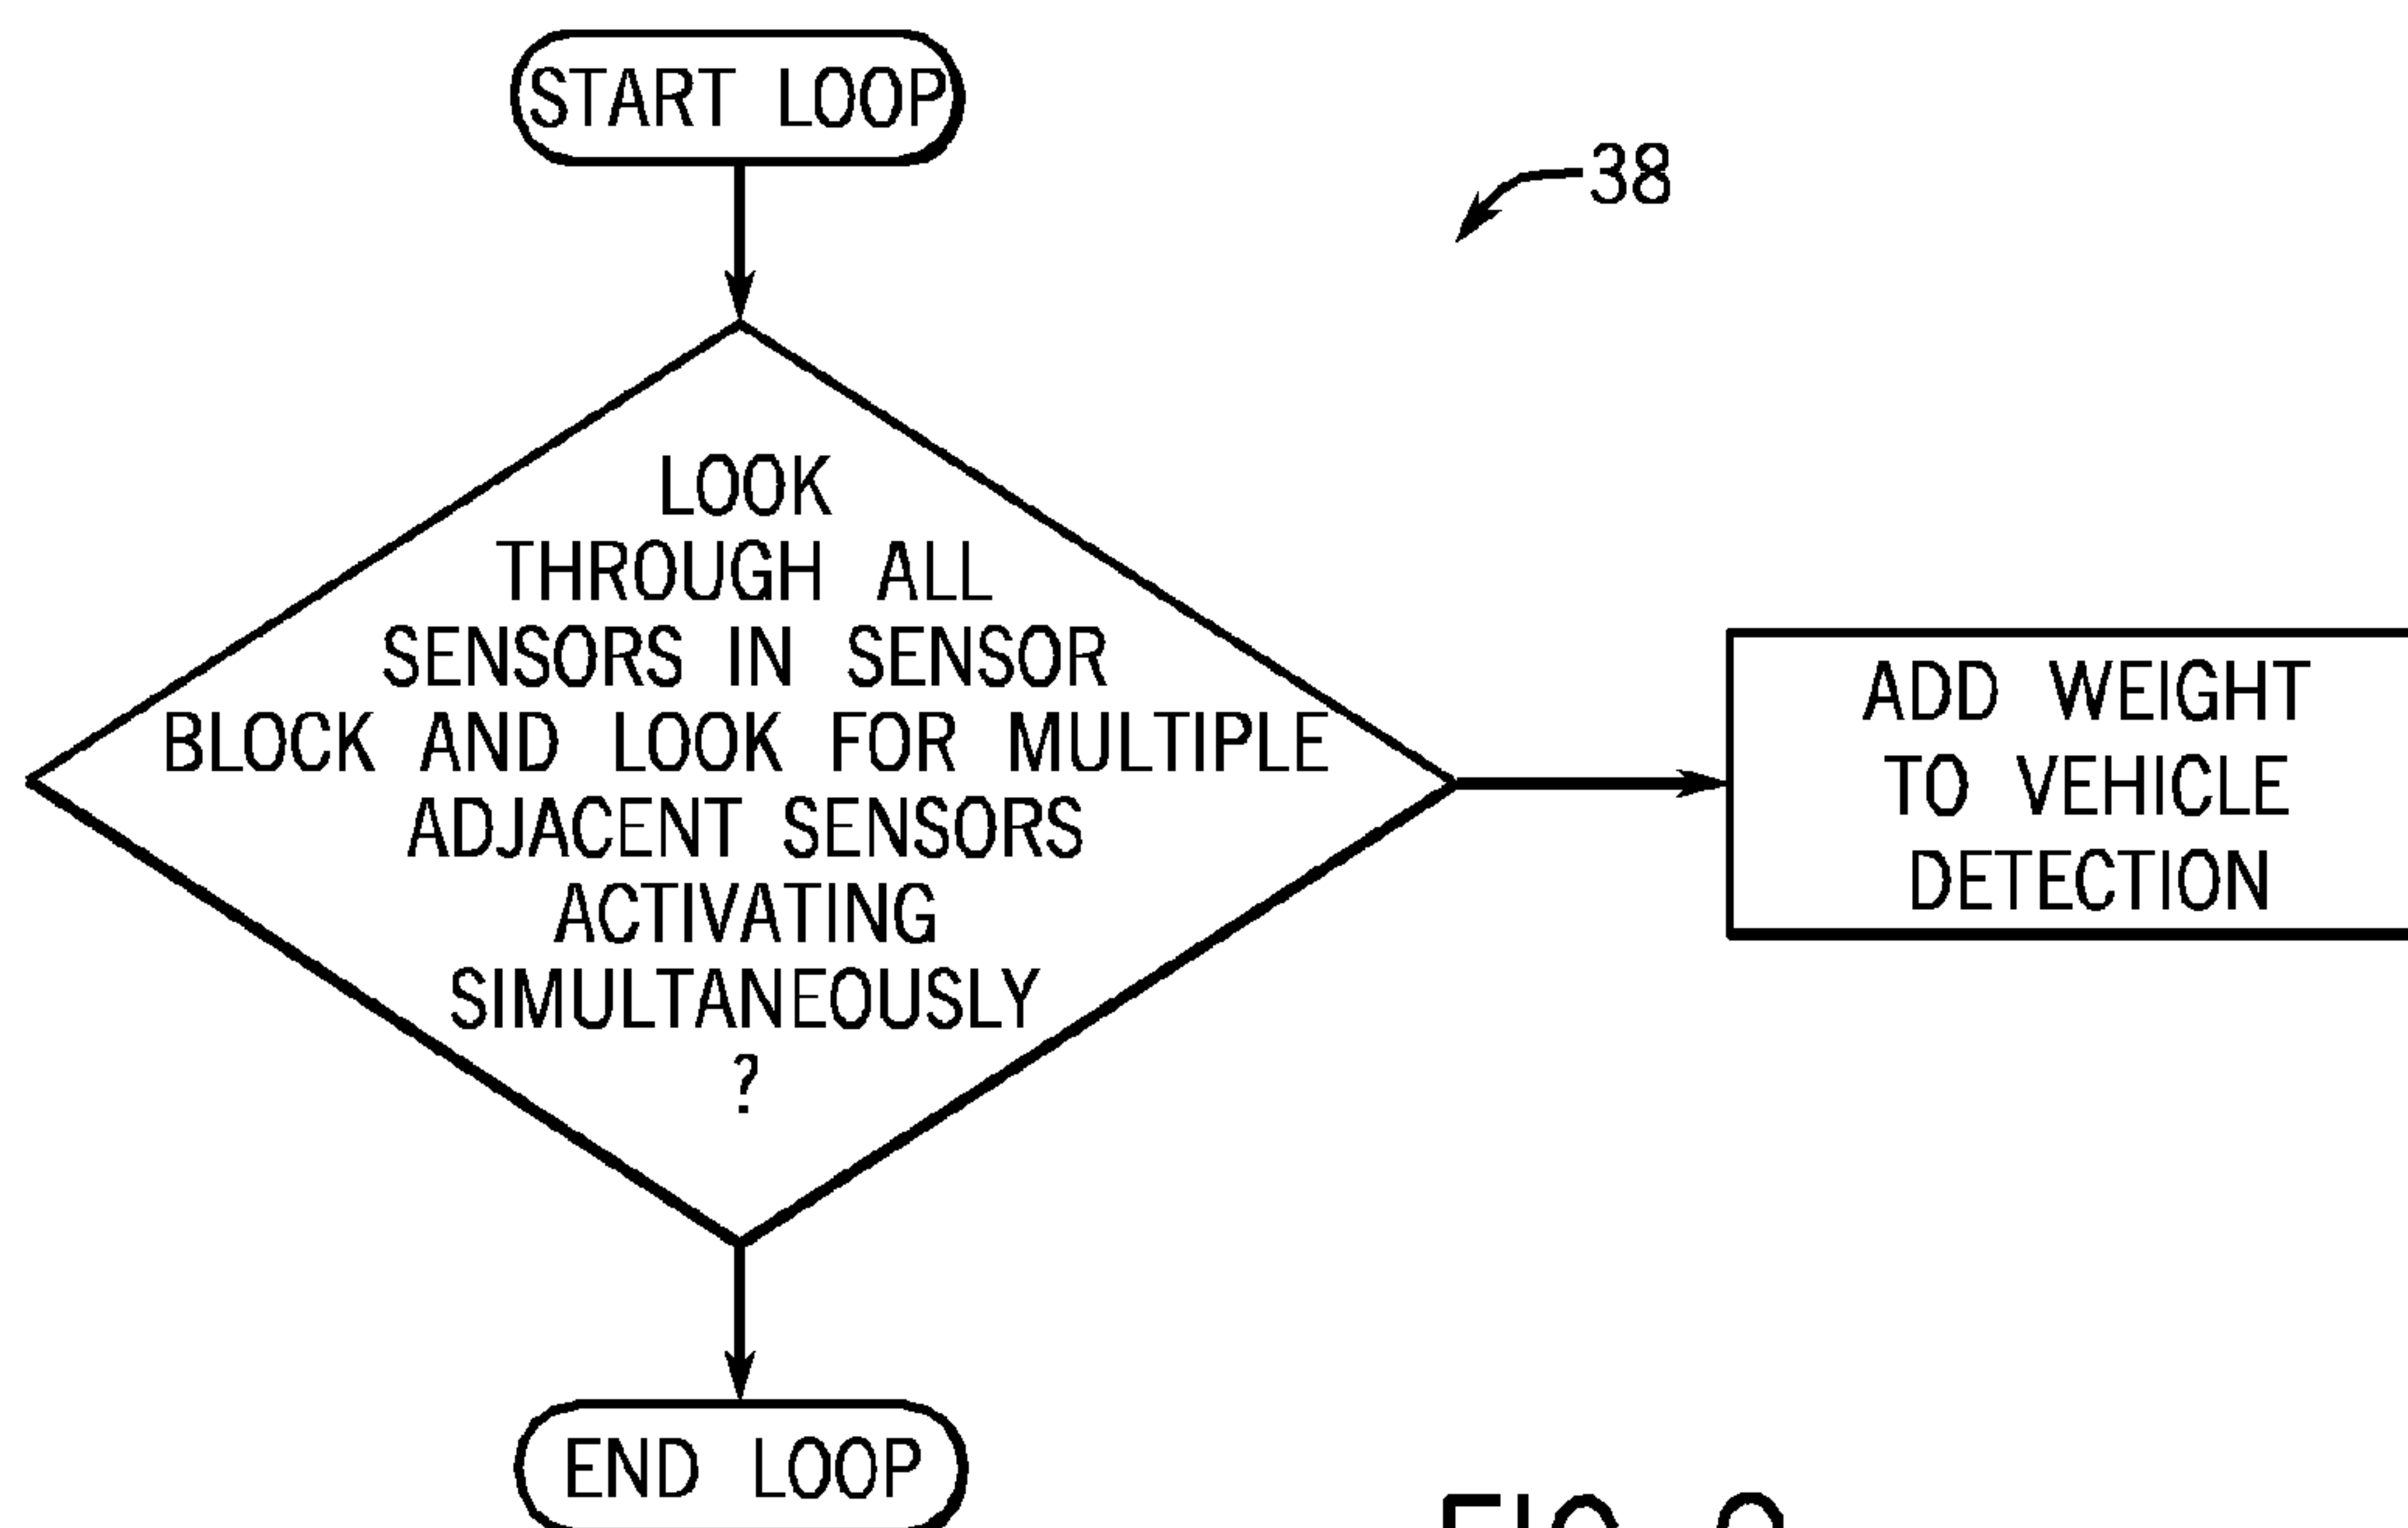 START LOOP
38
LOOK
THROUGH ALL
SENSORS IN SENSOR
BLOCK AND LOOK FOR MULTIPLE
ADJACENT SENSORS
ACTIVATING
SIMULTANEOUSLY
?
ADD WEIGHT
TO VEHICLE
DETECTION
END LOOP